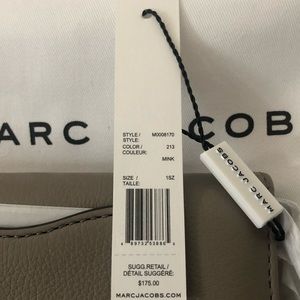 MARC JACOBS
STYLE / M0008170
STYLE:
COLOR / 213
COULEUR:
MINK
SIZE / 1SZ
TAILLE:
SUGG.RETAIL /
DÉTAIL SUGGÉRÉ:
$175.00
MARCJACOBS.COM
MARC JACOBS